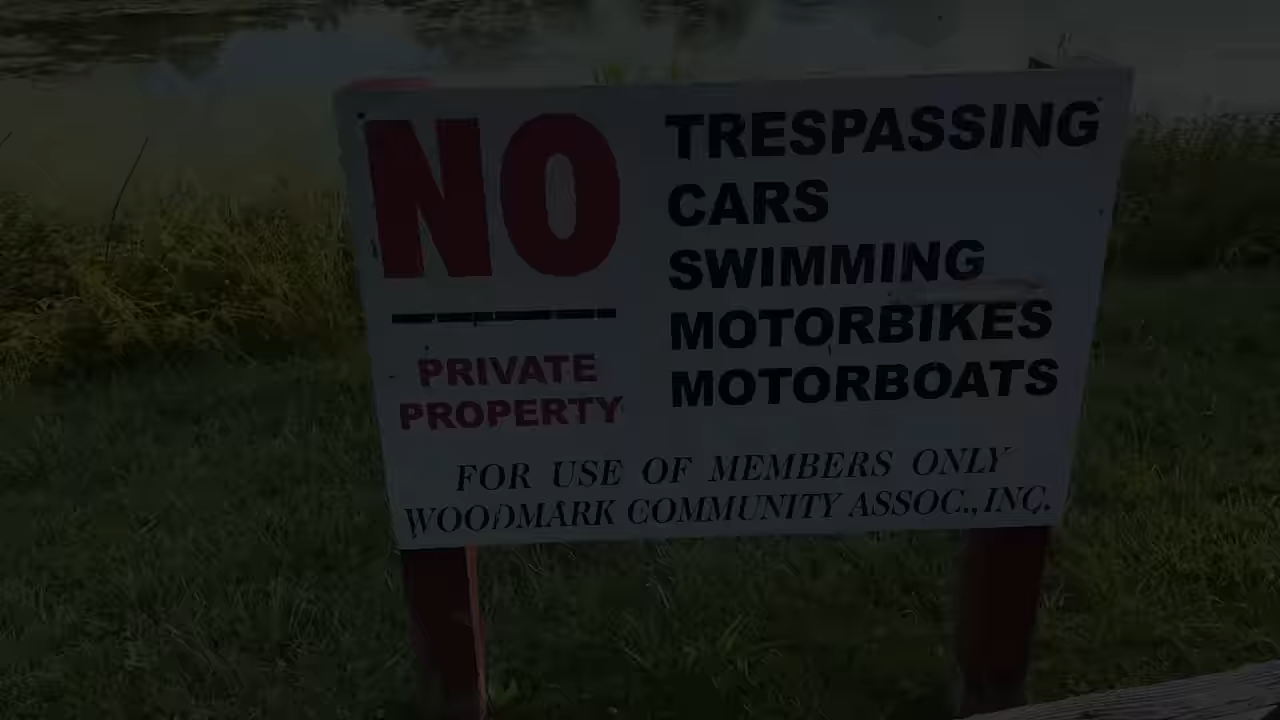 NO
PRIVATE
PROPERTY
TRESPASSING
CARS
SWIMMING
MOTORBIKES
MOTORBOATS
FOR USE OF MEMBERS ONLY
WOODMARK COMMUNITY ASSOC., INC.